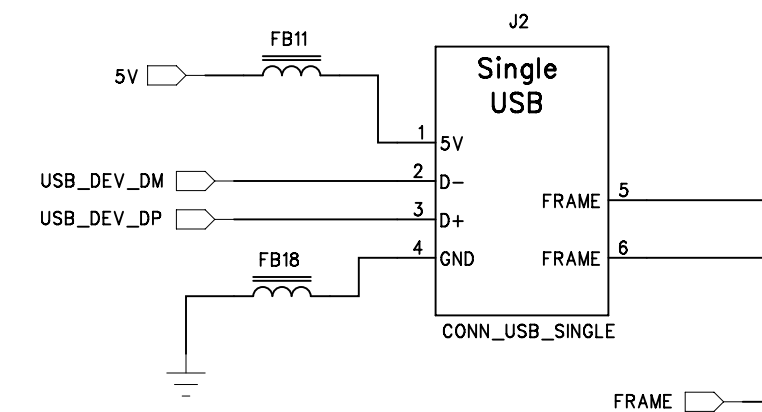 J2
FB11
Single
USB
5V
1
5V
2
USB_DEV_DM
D-
3
USB_DEV_DP
D+
FRAME
5
4
GND
FRAME
6
FB18
CONN_USB_SINGLE
FRAME